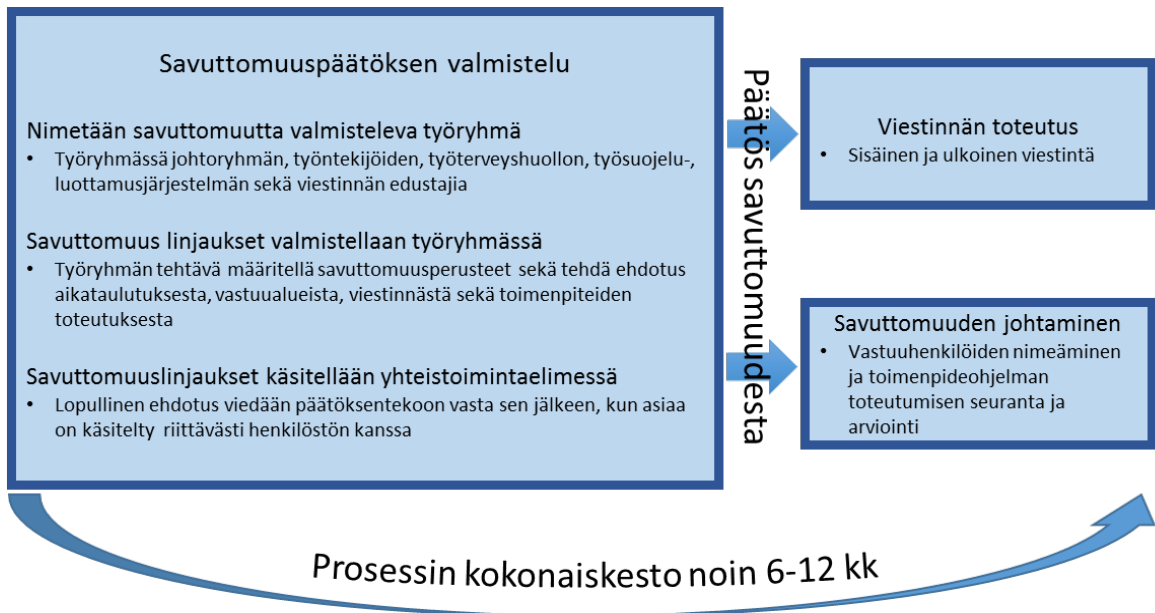 Savuttomuuspäätöksen valmistelu
Nimetään savuttomuutta valmisteleva työryhmä
• Työryhmässä johtoryhmän, työntekijöiden, työterveyshuollon, työsuojelu-,
luottamusjärjestelmän sekä viestinnän edustajia
Savuttomuus linjaukset valmistellaan työryhmässä
• Työryhmän tehtävä määritellä savuttomuusperusteet sekä tehdä ehdotus
aikataulutuksesta, vastuualueista, viestinnästä sekä toimenpiteiden
toteutuksesta
Savuttomuuslinjaukset käsitellään yhteistoimintaelimessä
• Lopullinen ehdotus viedään päätöksentekoon vasta sen jälkeen, kun asiaa
on käsitelty riittävästi henkilöstön kanssa
Päätös savuttomuudesta
Viestinnän toteutus
• Sisäinen ja ulkoinen viestintä
Savuttomuuden johtaminen
• Vastuuhenkilöiden nimeäminen
ja toimenpideohjelman
toteutumisen seuranta ja
arviointi
Prosessin kokonaiskesto noin 6-12 kk